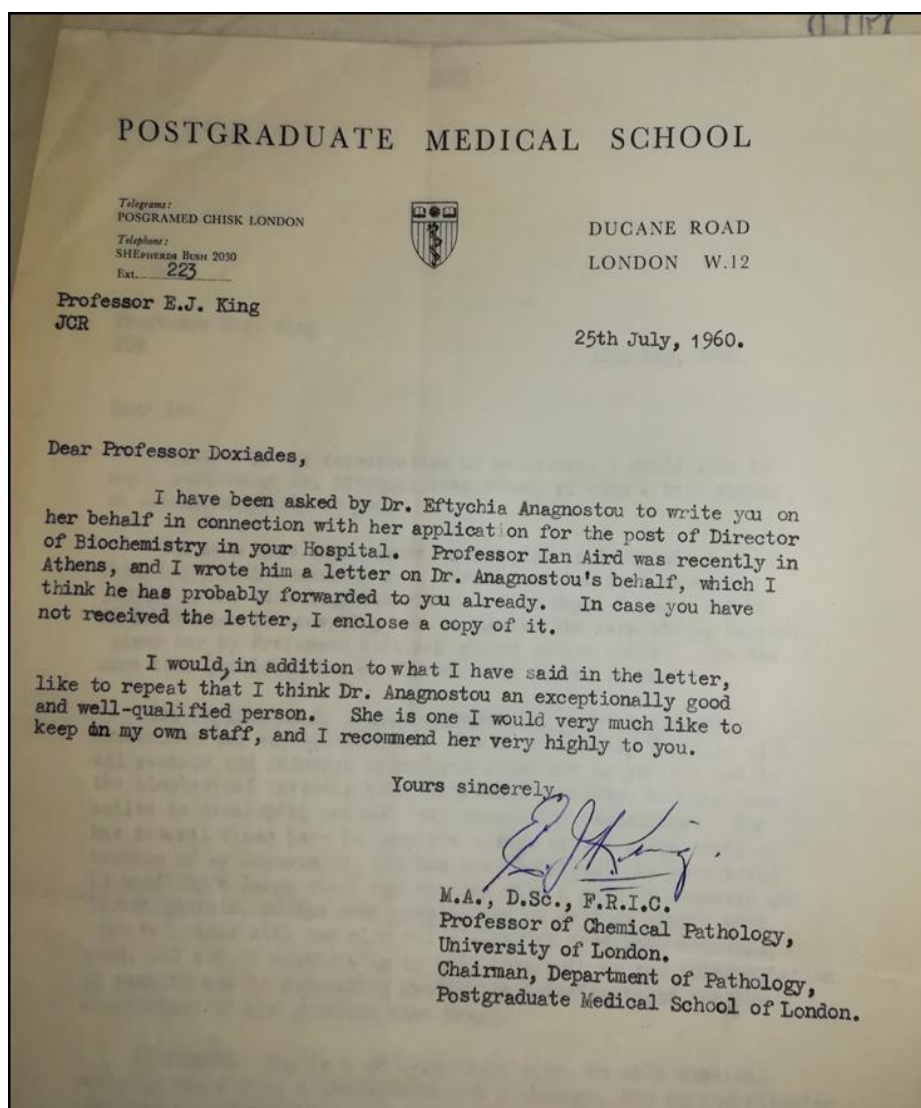 POSTGRADUATE MEDICAL SCHOOL
Telegrams:
POSGRAMED CHISK LONDON
Telephone:
SHEPHERDS BUSH 2030
Ext. 223
DUCANE ROAD
LONDON W.12
Professor E.J. King
JCR
25th July, 1960.
Dear Professor Doxiades,
I have been asked by Dr. Eftychia Anagnostou to write you on
her behalf in connection with her application for the post of Director
of Biochemistry in your Hospital. Professor Ian Aird was recently in
Athens, and I wrote him a letter on Dr. Anagnostou's behalf, which I
think he has probably forwarded to you already. In case you have
not received the letter, I enclose a copy of it.
I would, in addition to what I have said in the letter,
like to repeat that I think Dr. Anagnostou an exceptionally good
and well-qualified person. She is one I would very much like to
keep on my own staff, and I recommend her very highly to you.
Yours sincerely,
E. J. King.
M.A., D.Sc., F.R.I.C.
Professor of Chemical Pathology,
University of London.
Chairman, Department of Pathology,
Postgraduate Medical School of London.